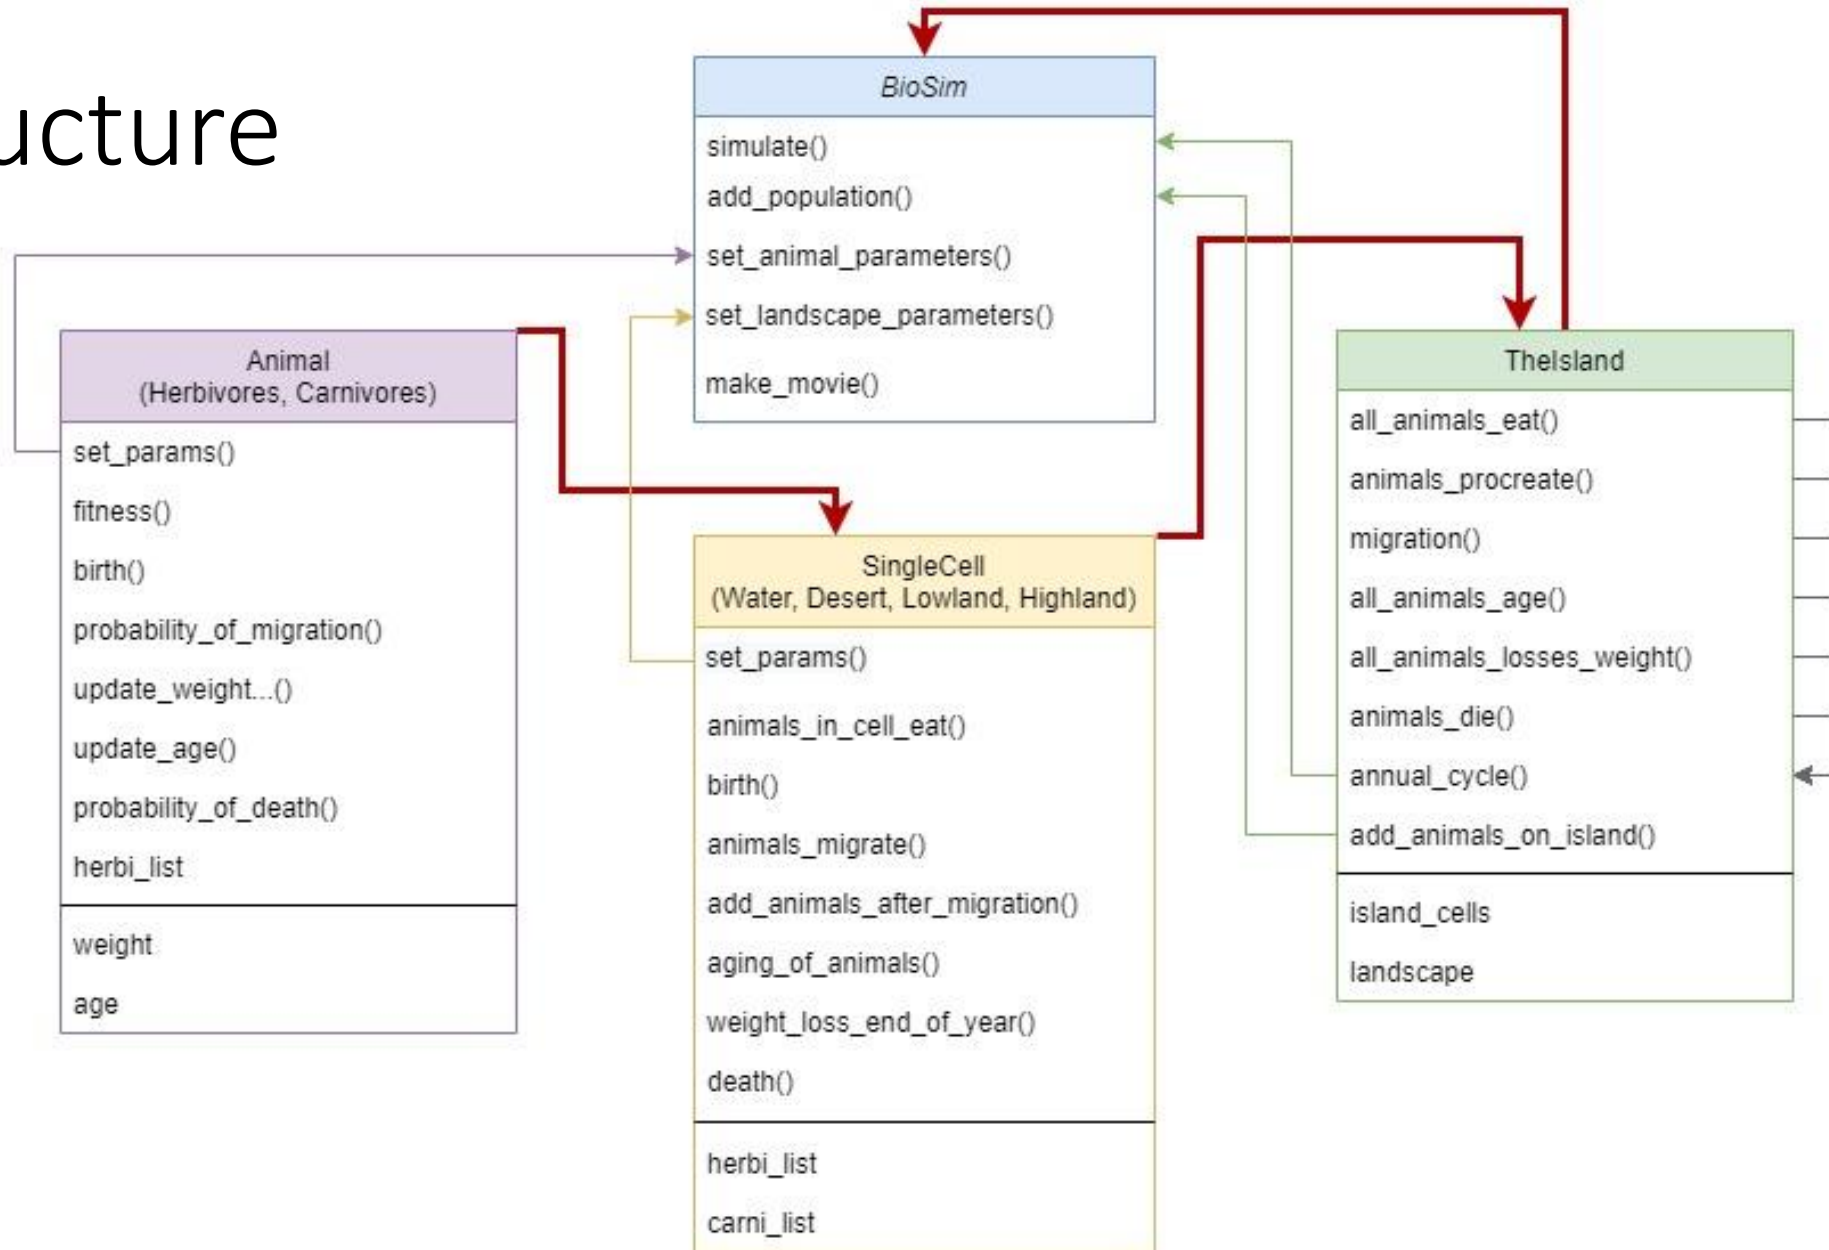 ucture
BioSim
simulate()
add_population()
set_animal_parameters()
set_landscape_parameters()
make_movie()
Animal
(Herbivores, Carnivores)
set_params()
fitness()
birth()
probability_of_migration()
update_weight...()
update_age()
probability_of_death()
herbi_list
weight
age
SingleCell
(Water, Desert, Lowland, Highland)
set_params()
animals_in_cell_eat()
birth()
animals_migrate()
add_animals_after_migration()
aging_of_animals()
weight_loss_end_of_year()
death()
herbi_list
carni_list
TheIsland
all_animals_eat()
animals_procreate()
migration()
all_animals_age()
all_animals_losses_weight()
animals_die()
annual_cycle()
add_animals_on_island()
island_cells
landscape